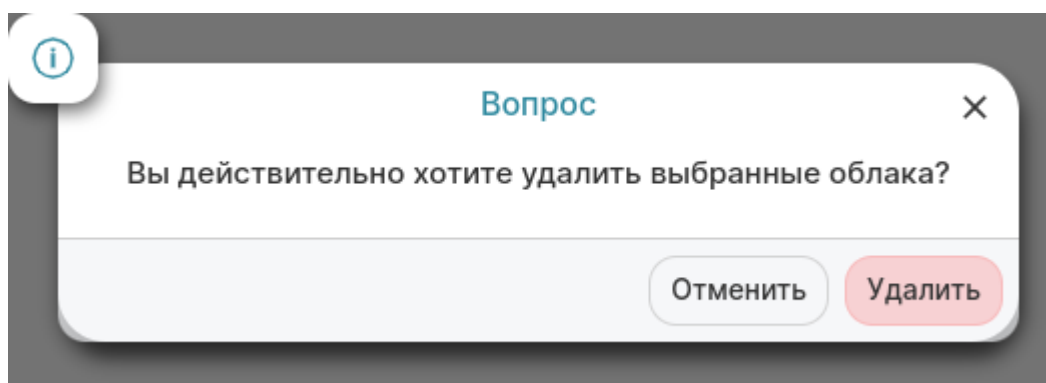 Вопрос
Вы действительно хотите удалить выбранные облака?
Отменить
Удалить